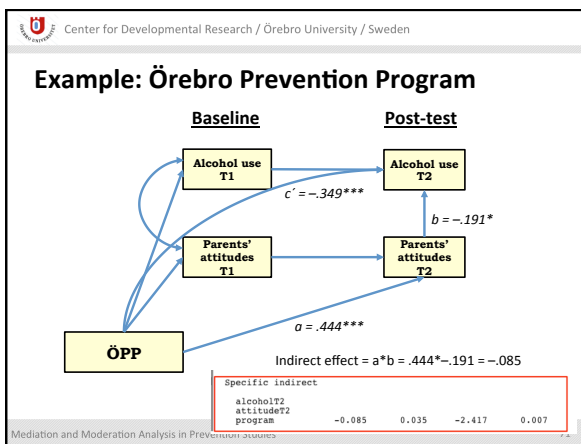 Center for Developmental Research / Örebro University / Sweden
Example: Örebro Prevention Program
Baseline
Post-test
Alcohol use
T1
Alcohol use
T2
c´ = –.349***
b = –.191*
Parents’
attitudes
T1
Parents’
attitudes
T2
a = .444***
ÖPP
Indirect effect = a*b = .444*–.191 = –.085
Specific indirect
alcoholT2
attitudeT2
program -0.085 0.035 -2.417 0.007
Mediation and Moderation Analysis in Prevention Studies
71